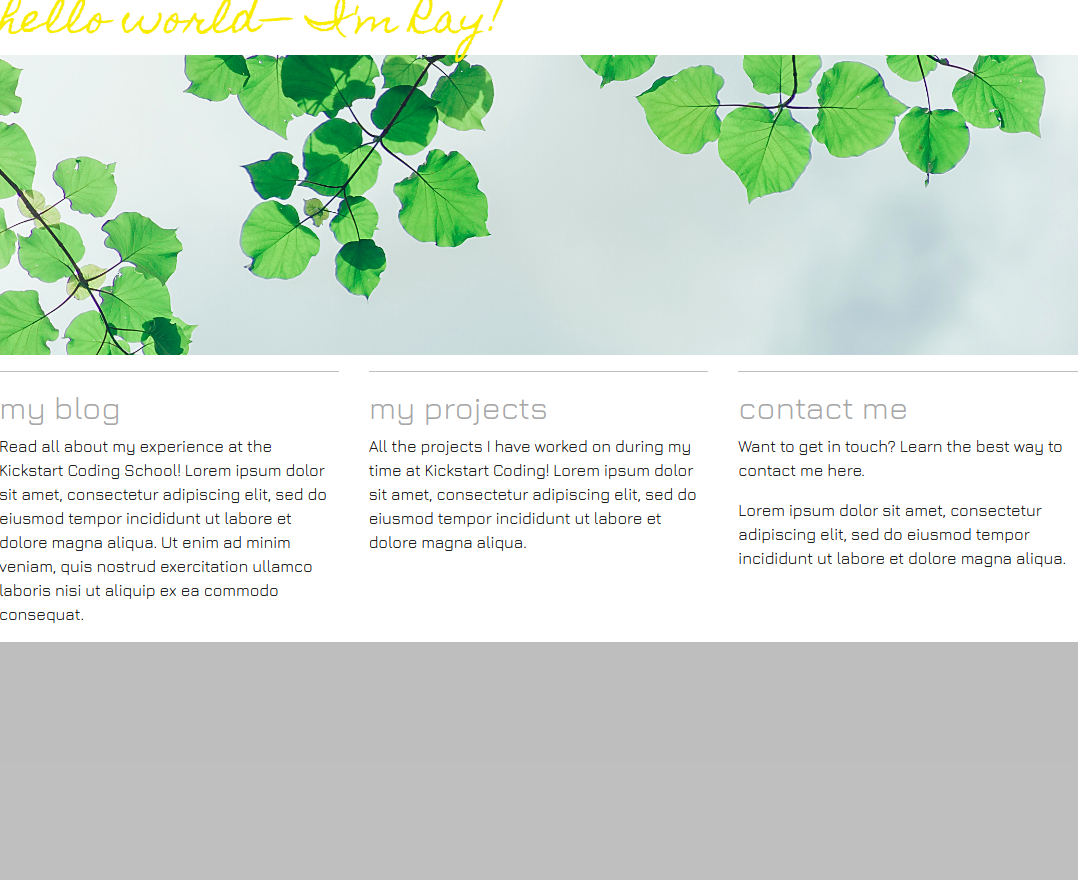 hello world— I'm Ray!
my blog
Read all about my experience at the
Kickstart Coding School! Lorem ipsum dolor
sit amet, consectetur adipiscing elit, sed do
eiusmod tempor incididunt ut labore et
dolore magna aliqua. Ut enim ad minim
veniam, quis nostrud exercitation ullamco
laboris nisi ut aliquip ex ea commodo
consequat.
my projects
All the projects I have worked on during my
time at Kickstart Coding! Lorem ipsum dolor
sit amet, consectetur adipiscing elit, sed do
eiusmod tempor incididunt ut labore et
dolore magna aliqua.
contact me
Want to get in touch? Learn the best way to
contact me here.
Lorem ipsum dolor sit amet, consectetur
adipiscing elit, sed do eiusmod tempor
incididunt ut labore et dolore magna aliqua.